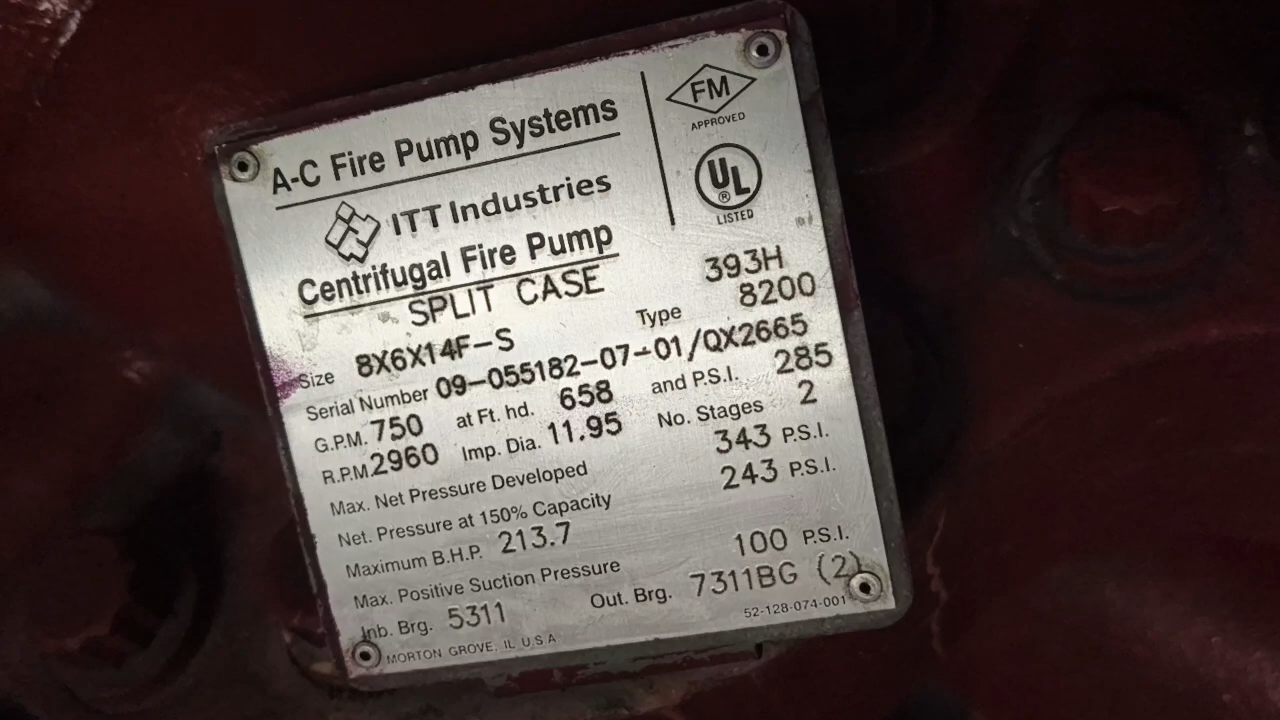 A-C Fire Pump Systems
FM
APPROVED
ITT Industries
UL
®
LISTED
Centrifugal Fire Pump
SPLIT CASE
393H
Size 8X6X14F-S Type 8200
Serial Number 09-055182-07-01/QX2665
G.P.M. 750 at Ft. hd. 658 and P.S.I. 285
R.P.M. 2960 Imp. Dia. 11.95 No. Stages 2
Max. Net Pressure Developed 343 P.S.I.
Net. Pressure at 150% Capacity 243 P.S.I.
Maximum B.H.P. 213.7
Max. Positive Suction Pressure 100 P.S.I.
Inb. Brg. 5311 Out. Brg. 7311BG (2)
MORTON GROVE, IL U.S.A. 52-128-074-001